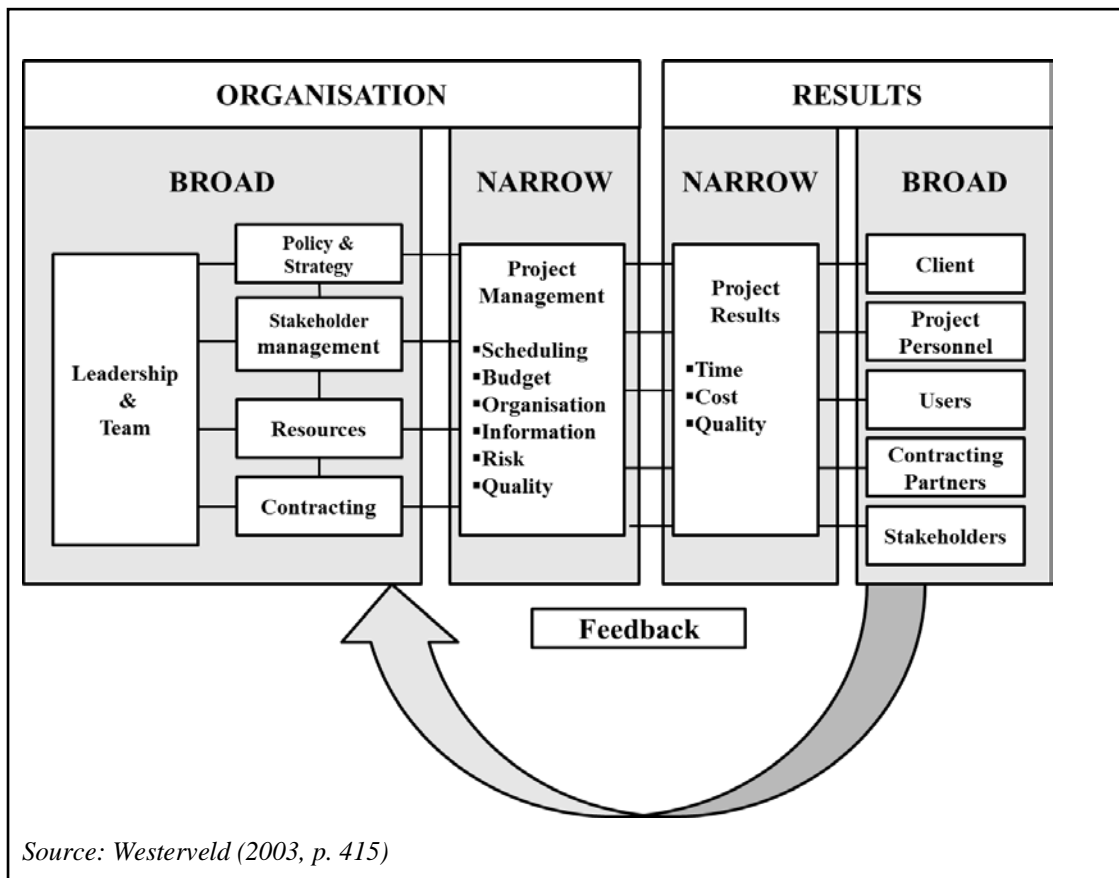 ORGANISATION
RESULTS
BROAD
NARROW
NARROW
BROAD
Leadership
&
Team
Policy &
Strategy
Stakeholder
management
Resources
Contracting
Project
Management
▪Scheduling
▪Budget
▪Organisation
▪Information
▪Risk
▪Quality
Project
Results
▪Time
▪Cost
▪Quality
Client
Project
Personnel
Users
Contracting
Partners
Stakeholders
Feedback
Source: Westerveld (2003, p. 415)